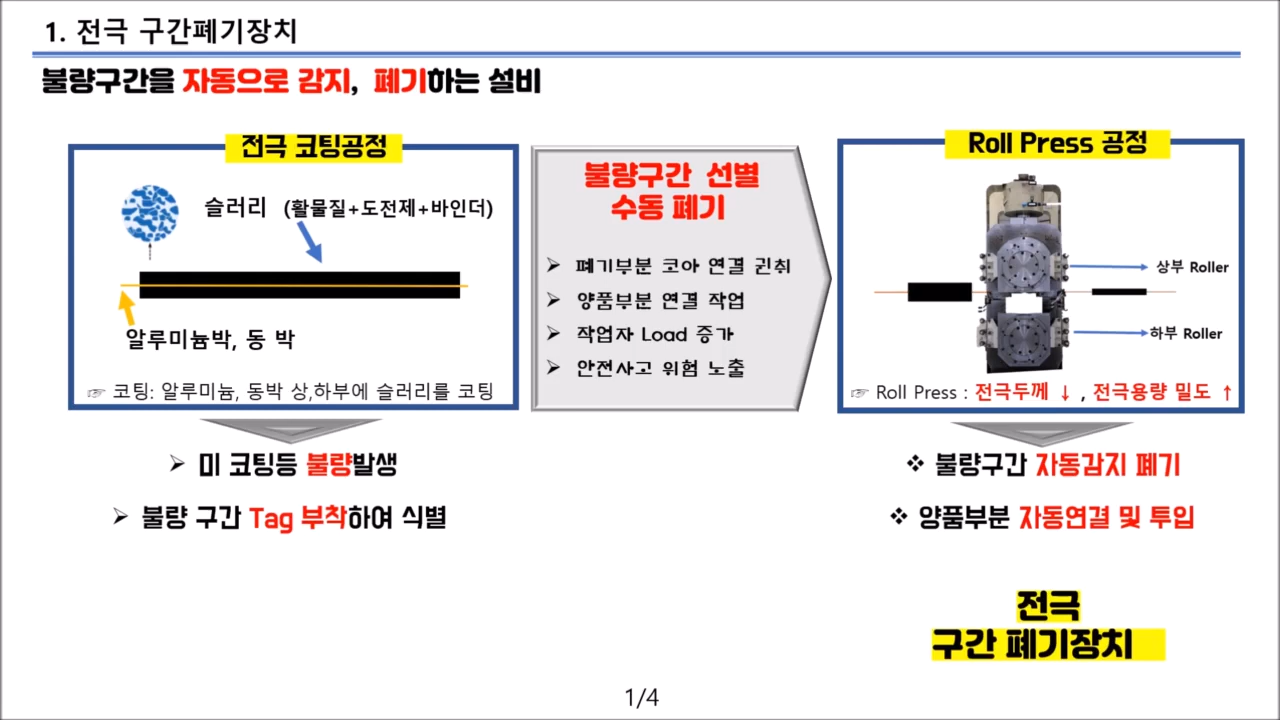 1. 전극 구간폐기장치
불량구간을 자동으로 감지, 폐기하는 설비
전극 코팅공정
슬러리 (활물질+도전제+바인더)
알루미늄박, 동 박
☞ 코팅: 알루미늄, 동박 상,하부에 슬러리를 코팅
불량구간 선별
수동 폐기
➢ 폐기부분 코아 연결 권취
➢ 양품부분 연결 작업
➢ 작업자 Load 증가
➢ 안전사고 위험 노출
Roll Press 공정
상부 Roller
하부 Roller
☞ Roll Press : 전극두께 ↓ , 전극용량 밀도 ↑
➢ 미 코팅등 불량발생
➢ 불량 구간 Tag 부착하여 식별
❖ 불량구간 자동감지 폐기
❖ 양품부분 자동연결 및 투입
전극
구간 폐기장치
1/4